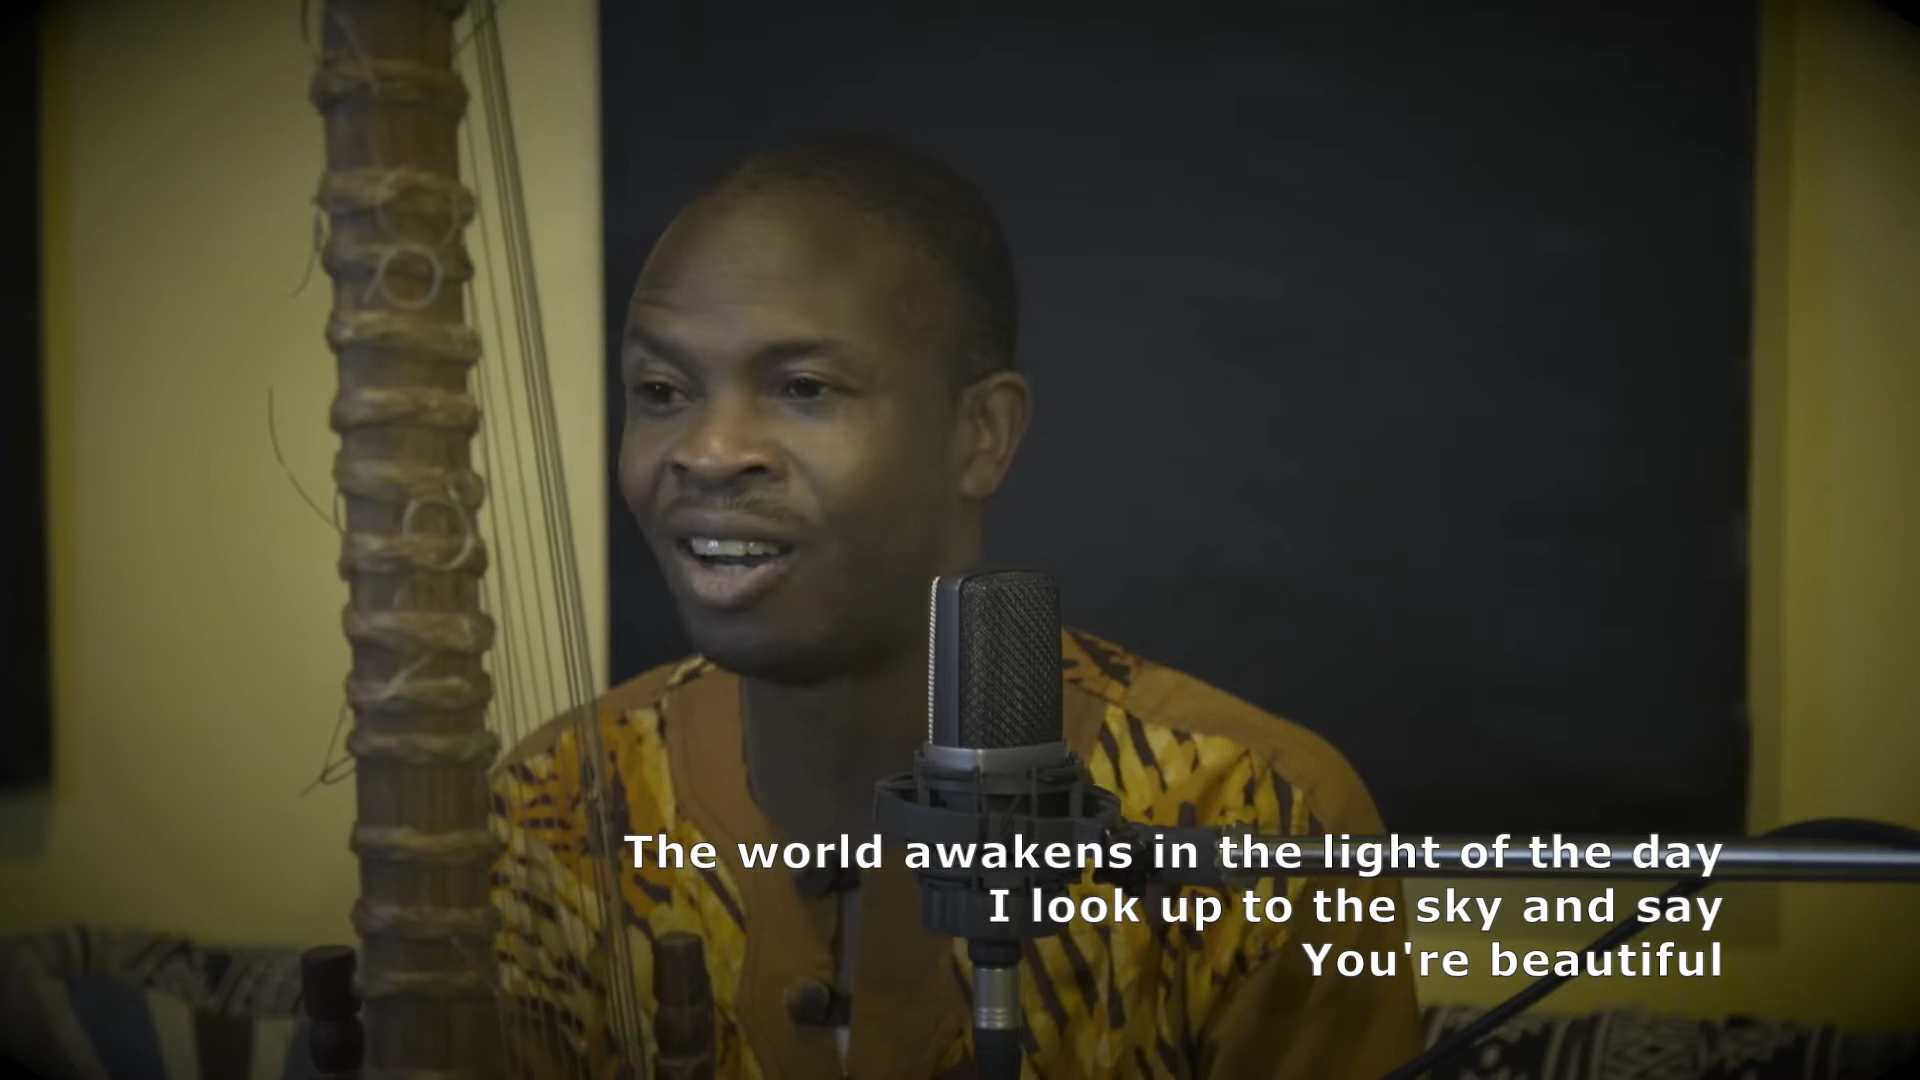 The world awakens in the light of the day
I look up to the sky and say
You're beautiful